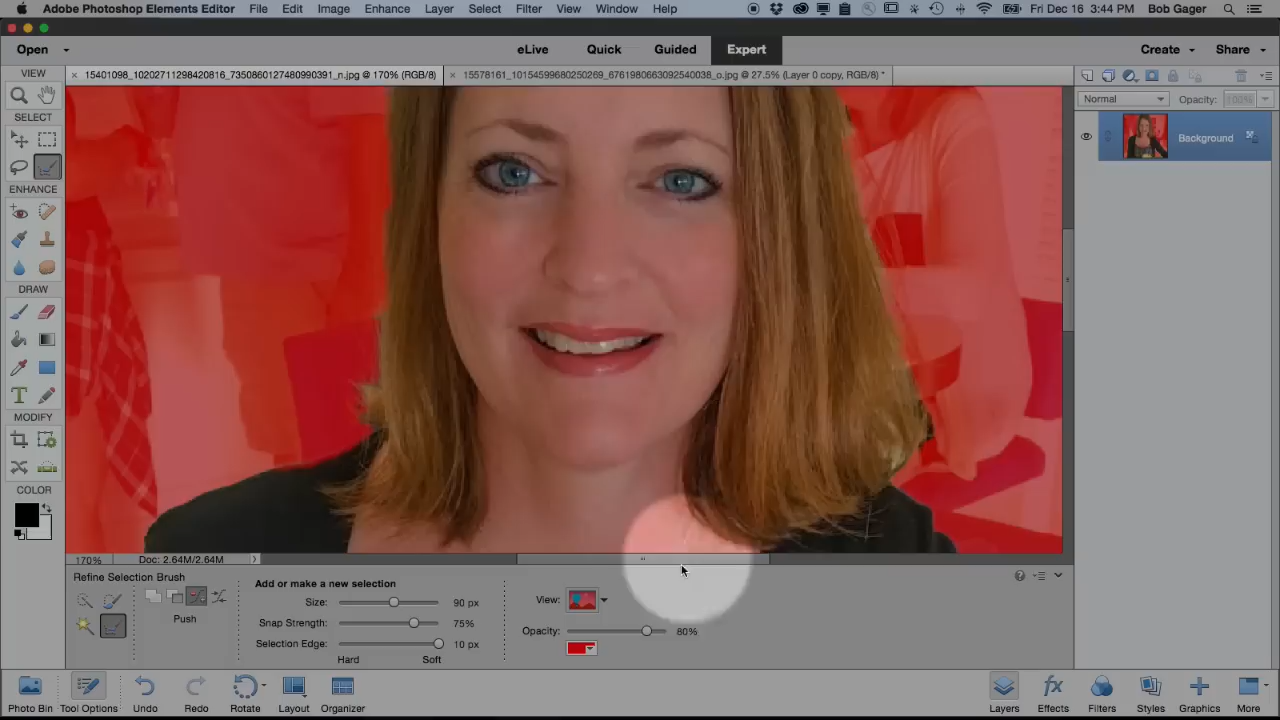 Adobe Photoshop Elements Editor File Edit Image Enhance Layer Select Filter View Window Help Fri Dec 16 3:44 PM Bob Gager
Open eLive Quick Guided Expert Create Share
15401098_10202711298420816_7350860127480990391_n.jpg @ 170% (RGB/8) 15578161_10154599680250269_6761980663092540038_o.jpg @ 27.5% (Layer 0 copy, RGB/8) *
VIEW
SELECT
ENHANCE
DRAW
T
MODIFY
COLOR
Normal Opacity: 100%
Background
170% Doc: 2.64M/2.64M
Refine Selection Brush
Push
Add or make a new selection
Size: 90 px
Snap Strength: 75%
Selection Edge: 10 px
Hard Soft
View:
Opacity: 80%
Photo Bin Tool Options Undo Redo Rotate Layout Organizer Layers Effects Filters Styles Graphics More